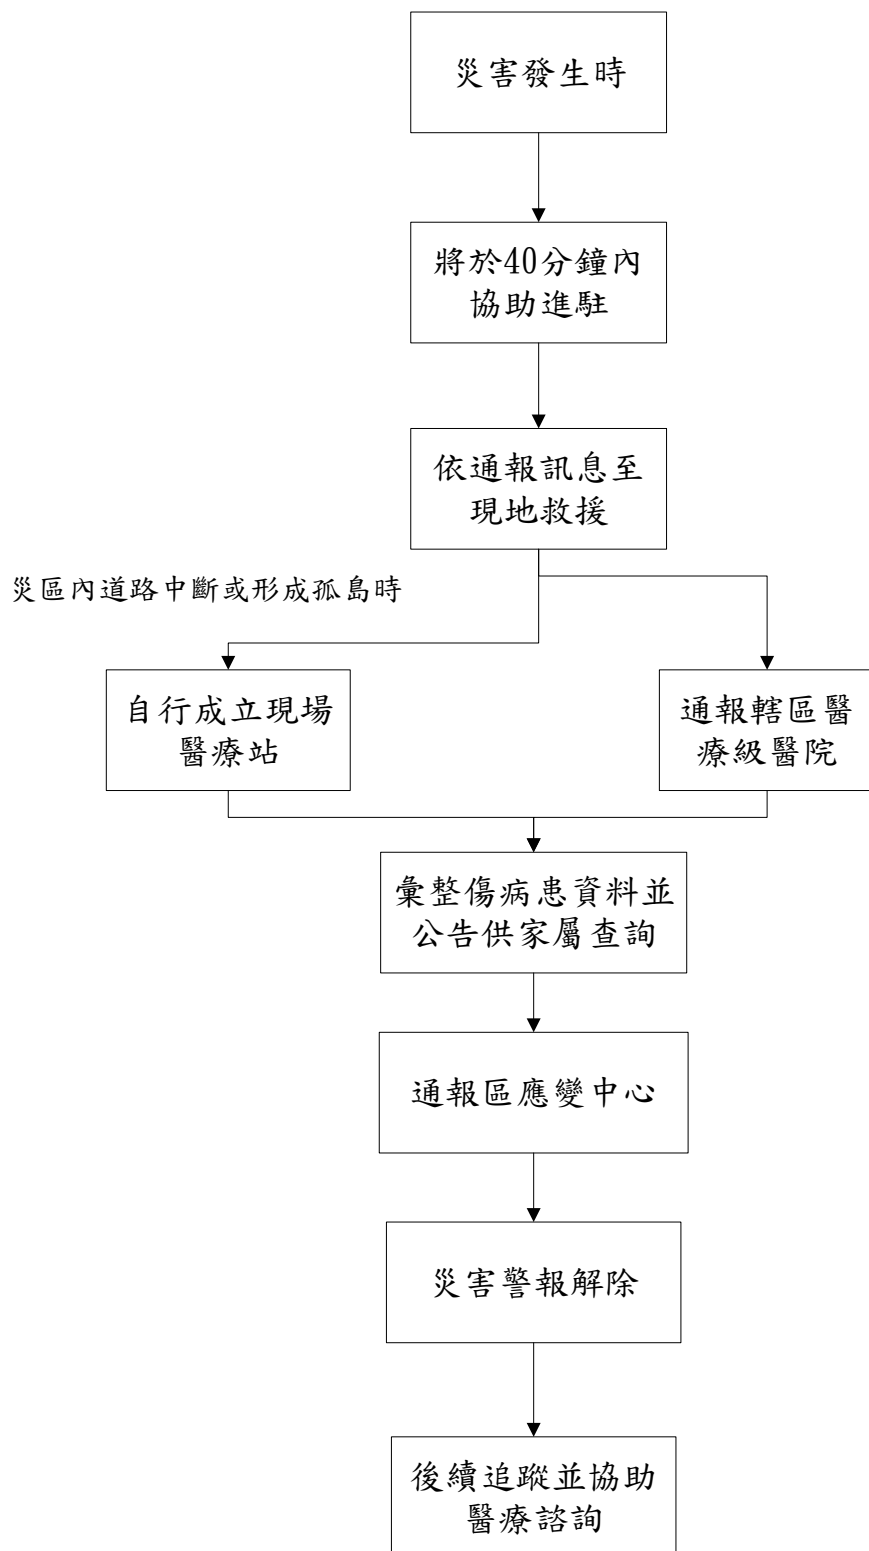 災害發生時
將於40分鐘內
協助進駐
依通報訊息至
現地救援
災區內道路中斷或形成孤島時
自行成立現場
醫療站
通報轄區醫
療級醫院
彙整傷病患資料並
公告供家屬查詢
通報區應變中心
災害警報解除
後續追蹤並協助
醫療諮詢